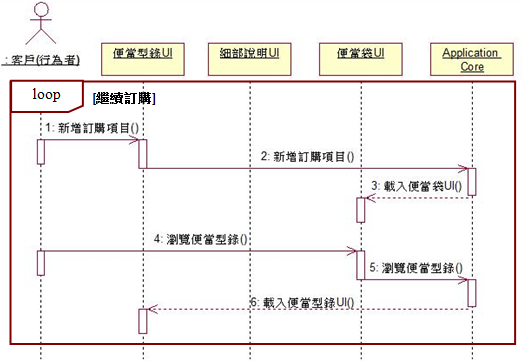 : 客戶(行為者)
便當型錄UI
細部說明UI
便當袋UI
Application Core
loop
[繼續訂購]
1: 新增訂購項目()
2: 新增訂購項目()
3: 載入便當袋UI()
4: 瀏覽便當型錄()
5: 瀏覽便當型錄()
6: 載入便當型錄UI()